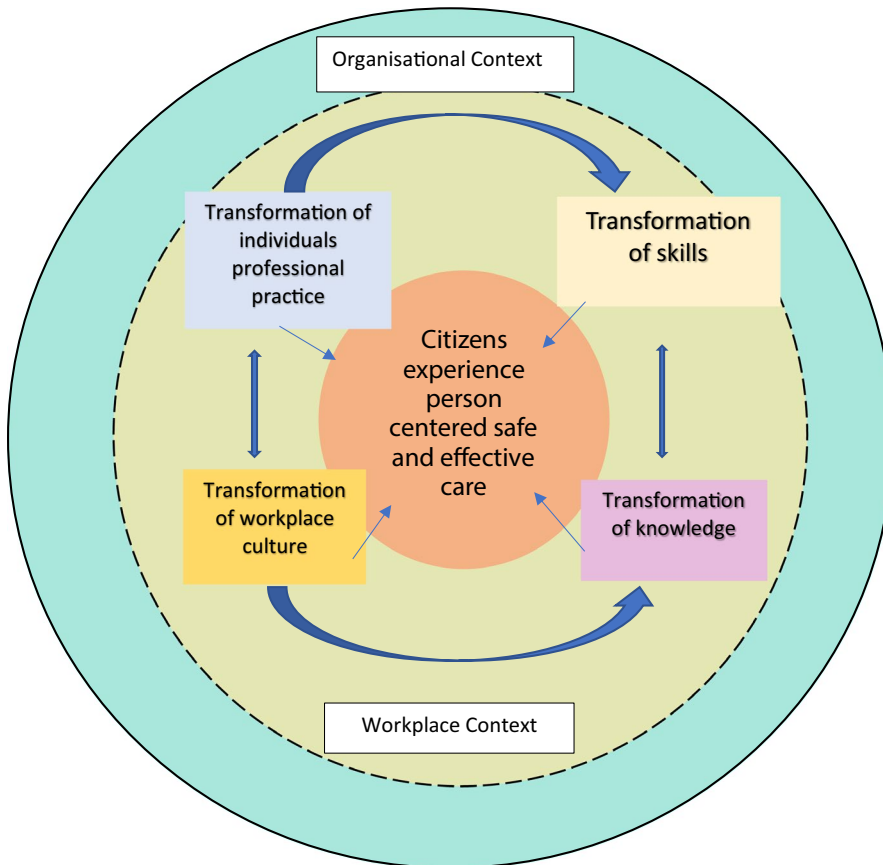 Organisational Context
Transformation of
individuals
professional
practice
Transformation
of skills
Citizens
experience
person
centered safe
and effective
care
Transformation
of workplace
culture
Transformation
of knowledge
Workplace Context